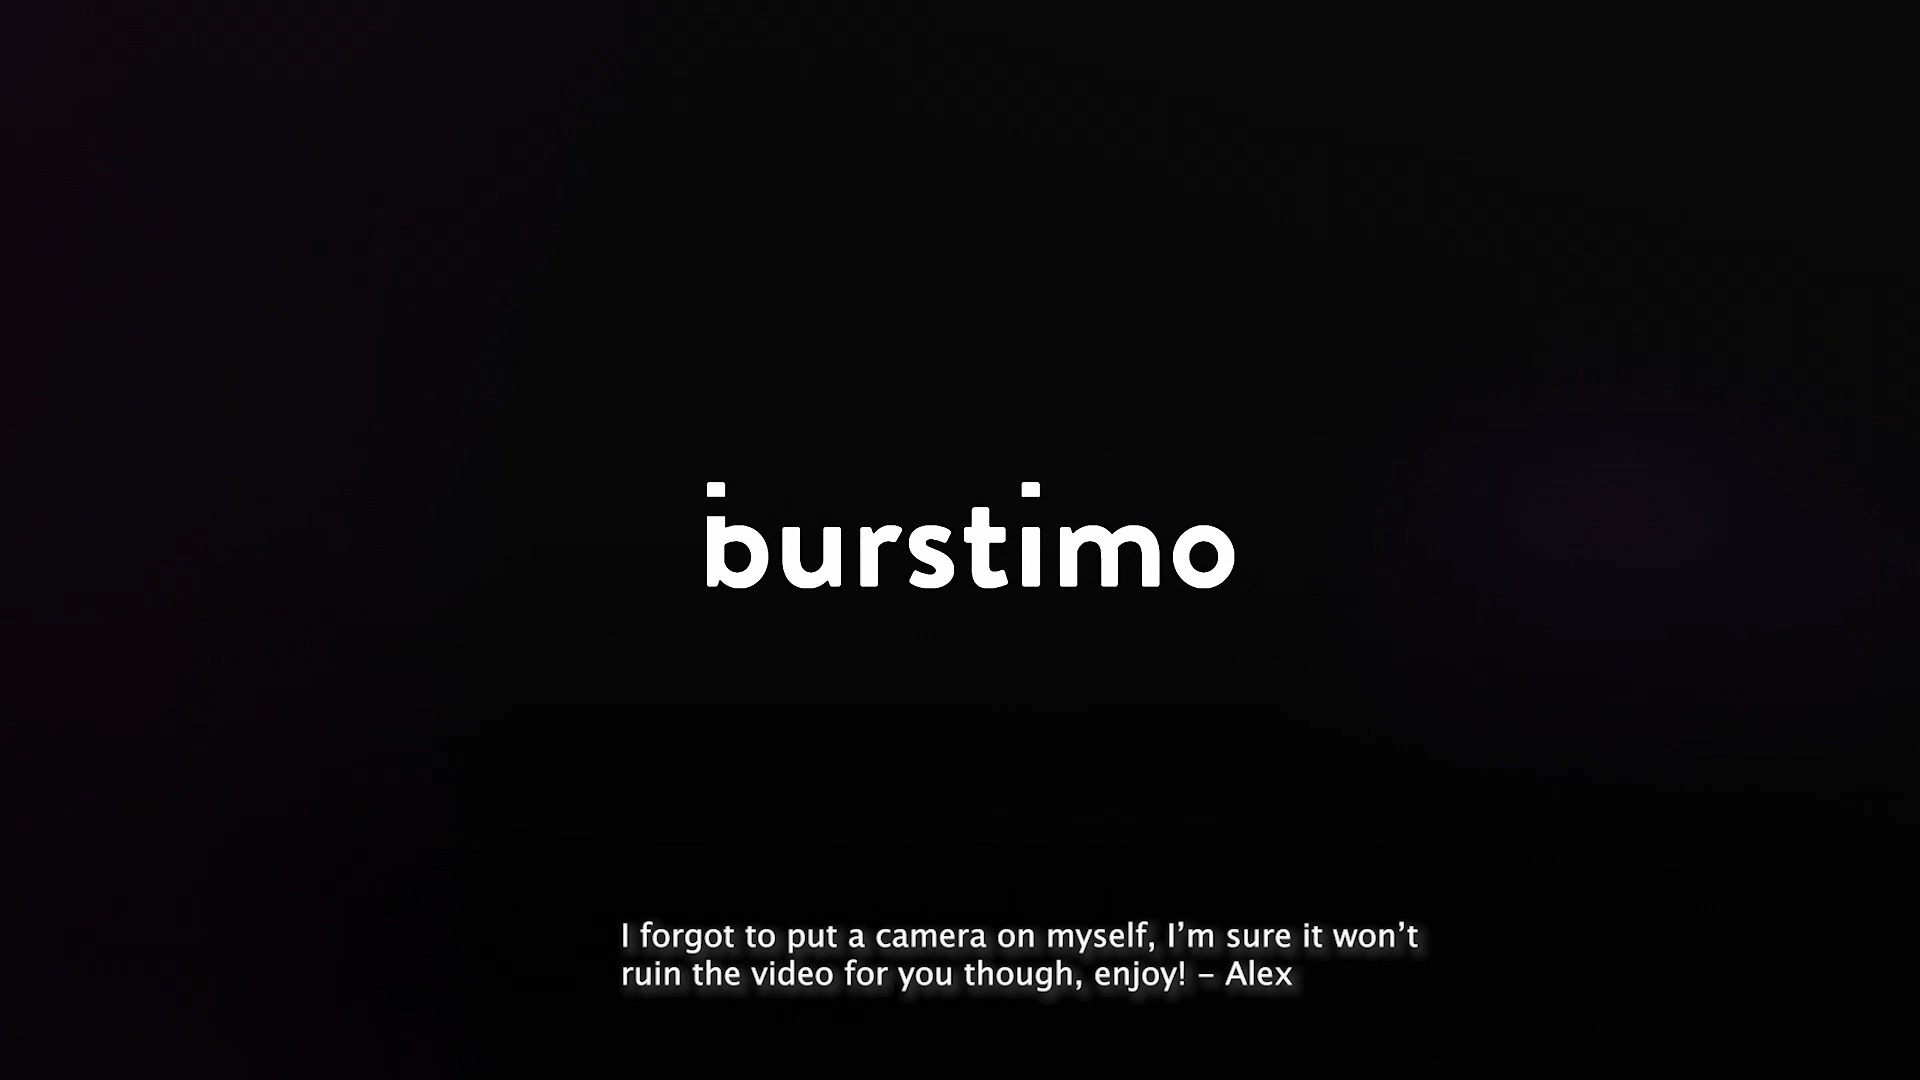 burstimo
I forgot to put a camera on myself, I’m sure it won’t
ruin the video for you though, enjoy! – Alex